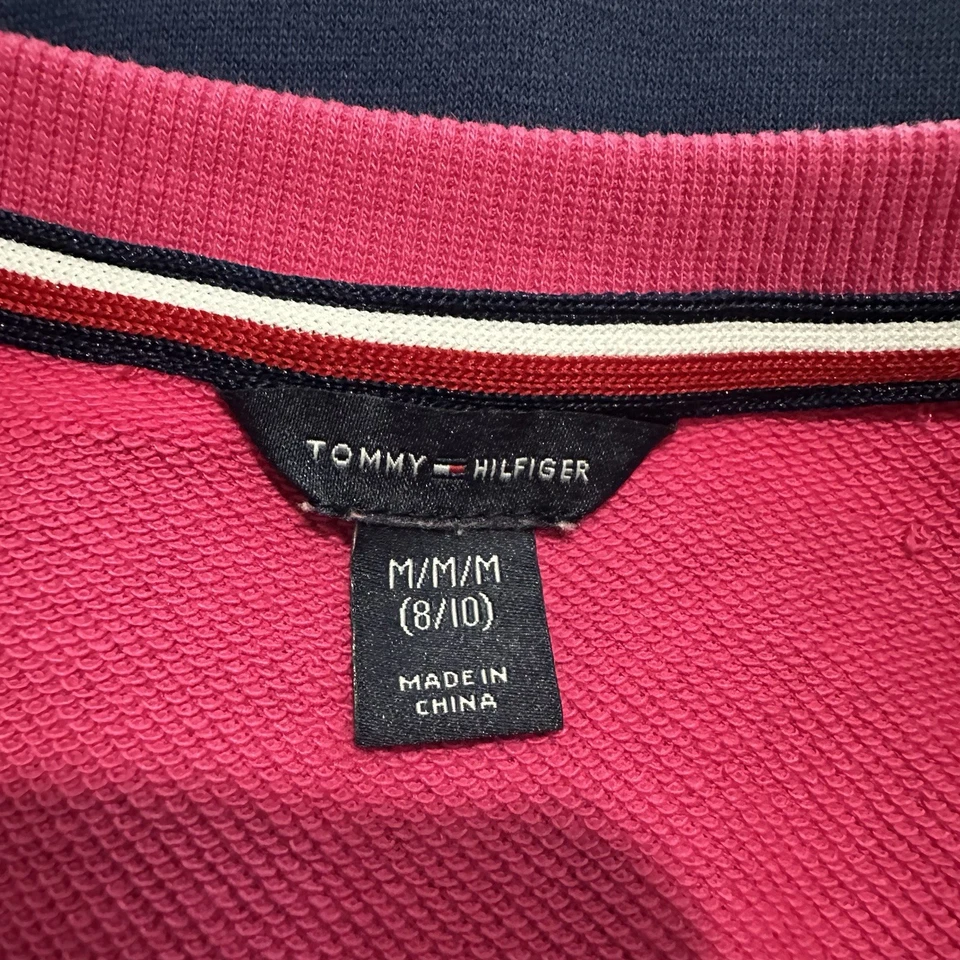 TOMMY HILFIGER
M/M/M
(8/10)
MADE IN
CHINA